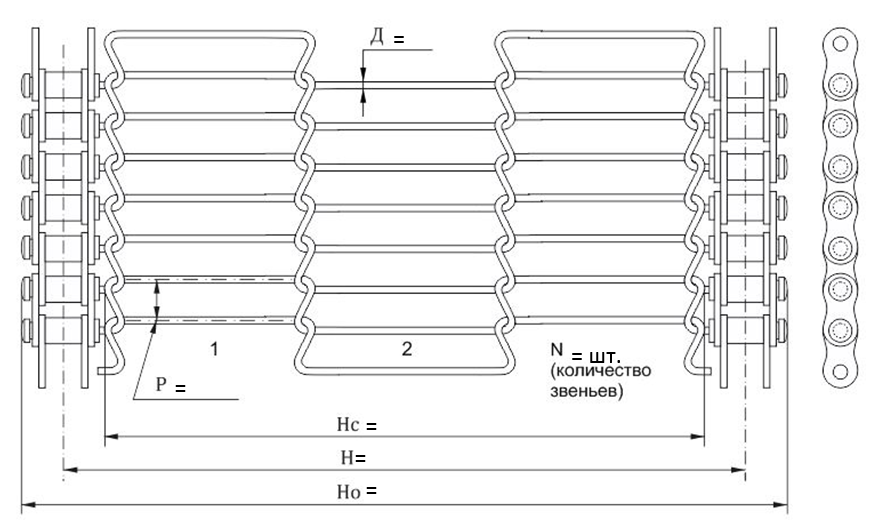 Д =
1
2
N = шт.
(количество
звеньев)
P =
Hc =
H=
Ho =